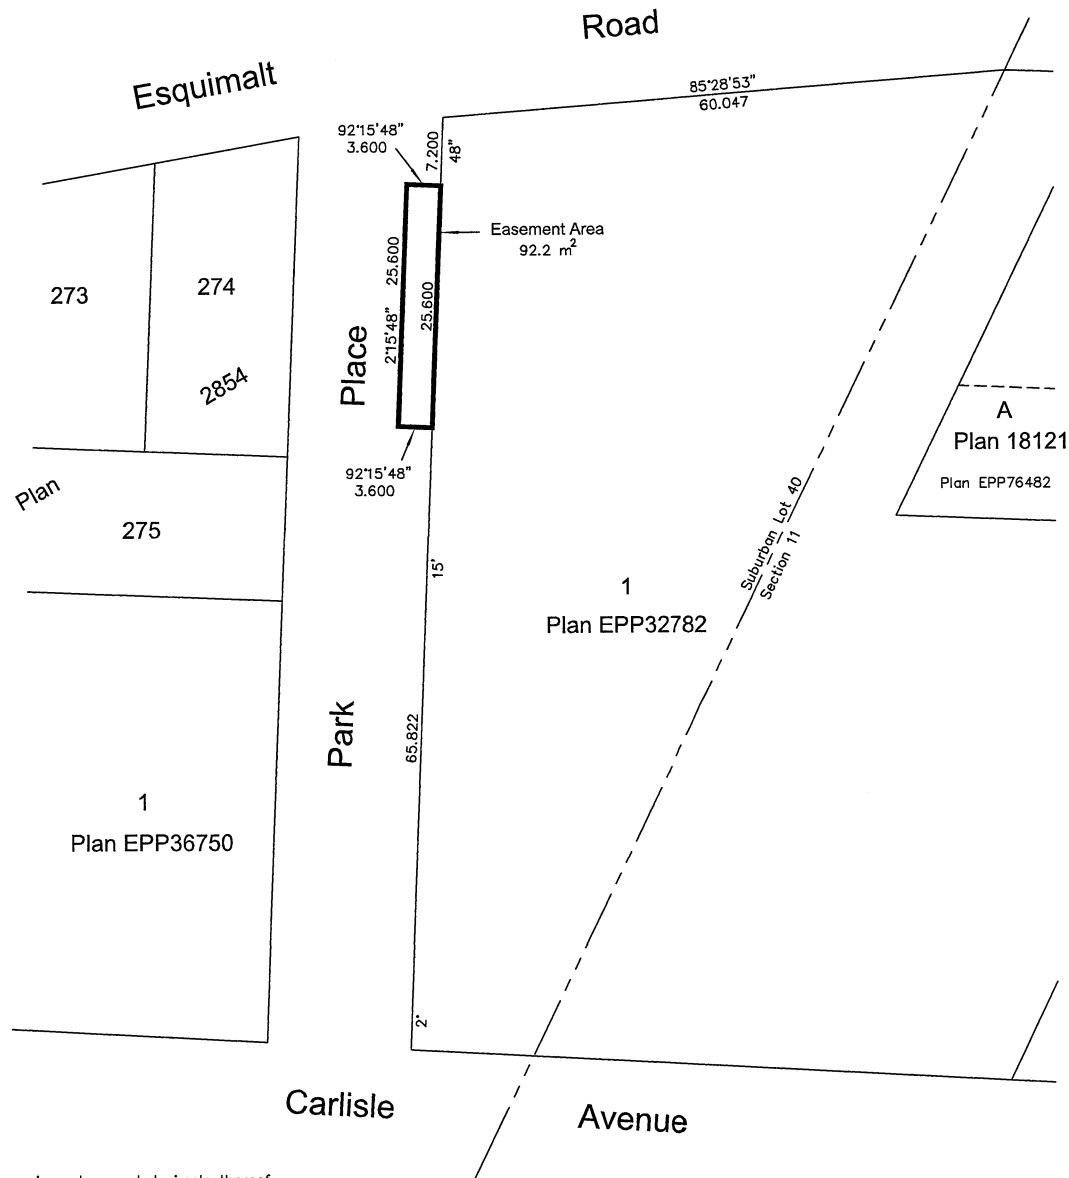 Road
Esquimalt
85°28'53"
60.047
92°15'48"
3.600
7.200
48"
Easement Area
92.2 m2
25.600
2°15'48"
25.600
273
274
2854
Place
A
Plan 18121
Plan EPP76482
92°15'48"
3.600
Plan
275
Suburban Lot 40
Section 11
15'
1
Plan EPP32782
65.822
Park
1
Plan EPP36750
2°
Carlisle Avenue